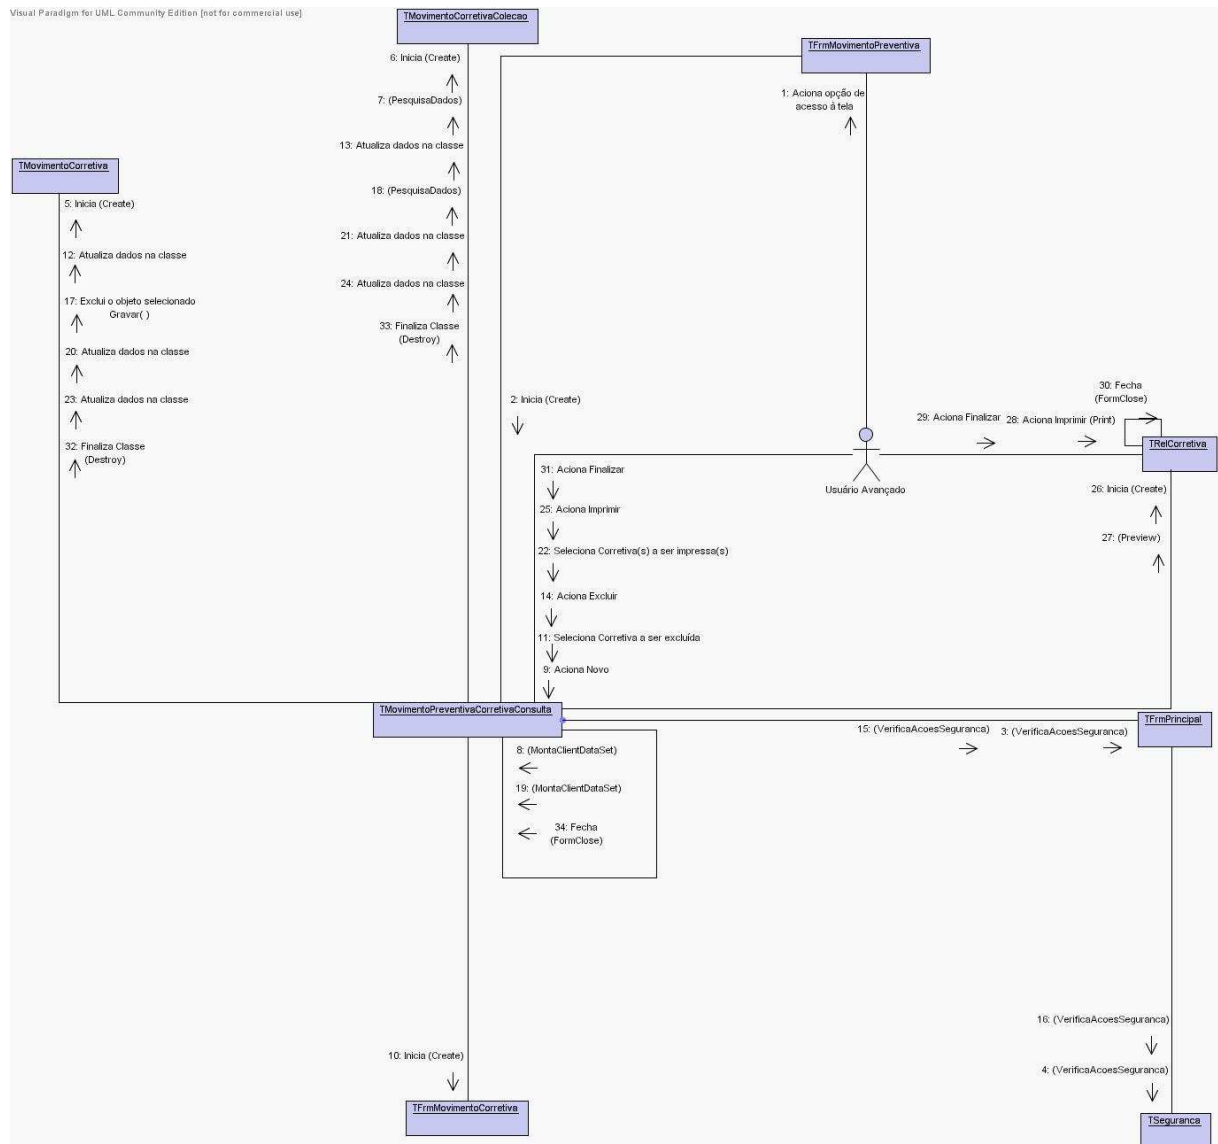 Visual Paradigm for UML Community Edition [not for commercial use]
TMovimentoCorretivaColecao
TFrmMovimentoPreventiva
6: Inicia (Create)
7: (PesquisaDados)
1: Aciona opção de
acesso à tela
13: Atualiza dados na classe
TMovimentoCorretiva
18: (PesquisaDados)
5: Inicia (Create)
21: Atualiza dados na classe
12: Atualiza dados na classe
24: Atualiza dados na classe
17: Exclui o objeto selecionado
Gravar( )
33: Finaliza Classe
(Destroy)
20: Atualiza dados na classe
23: Atualiza dados na classe
32: Finaliza Classe
(Destroy)
2: Inicia (Create)
30: Fecha
(FormClose)
29: Aciona Finalizar
28: Aciona Imprimir (Print)
TRelCorretiva
Usuário Avançado
31: Aciona Finalizar
26: Inicia (Create)
25: Aciona Imprimir
27: (Preview)
22: Seleciona Corretiva(s) a ser impressa(s)
14: Aciona Excluir
11: Seleciona Corretiva a ser excluída
9: Aciona Novo
TMovimentoPreventivaCorretivaConsulta
TFrmPrincipal
15: (VerificaAcoesSeguranca)
3: (VerificaAcoesSeguranca)
8: (MontaClientDataSet)
19: (MontaClientDataSet)
34: Fecha
(FormClose)
16: (VerificaAcoesSeguranca)
10: Inicia (Create)
4: (VerificaAcoesSeguranca)
TFrmMovimentoCorretiva
TSeguranca